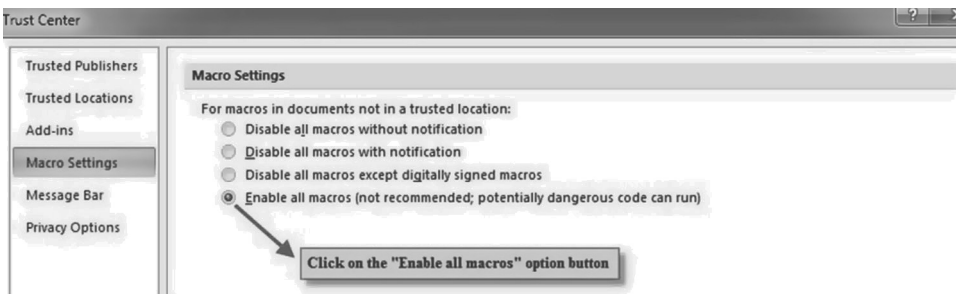 Trust Center
?
Trusted Publishers
Trusted Locations
Add-ins
Macro Settings
Message Bar
Privacy Options
Macro Settings
For macros in documents not in a trusted location:
Disable all macros without notification
Disable all macros with notification
Disable all macros except digitally signed macros
Enable all macros (not recommended; potentially dangerous code can run)
Click on the "Enable all macros" option button